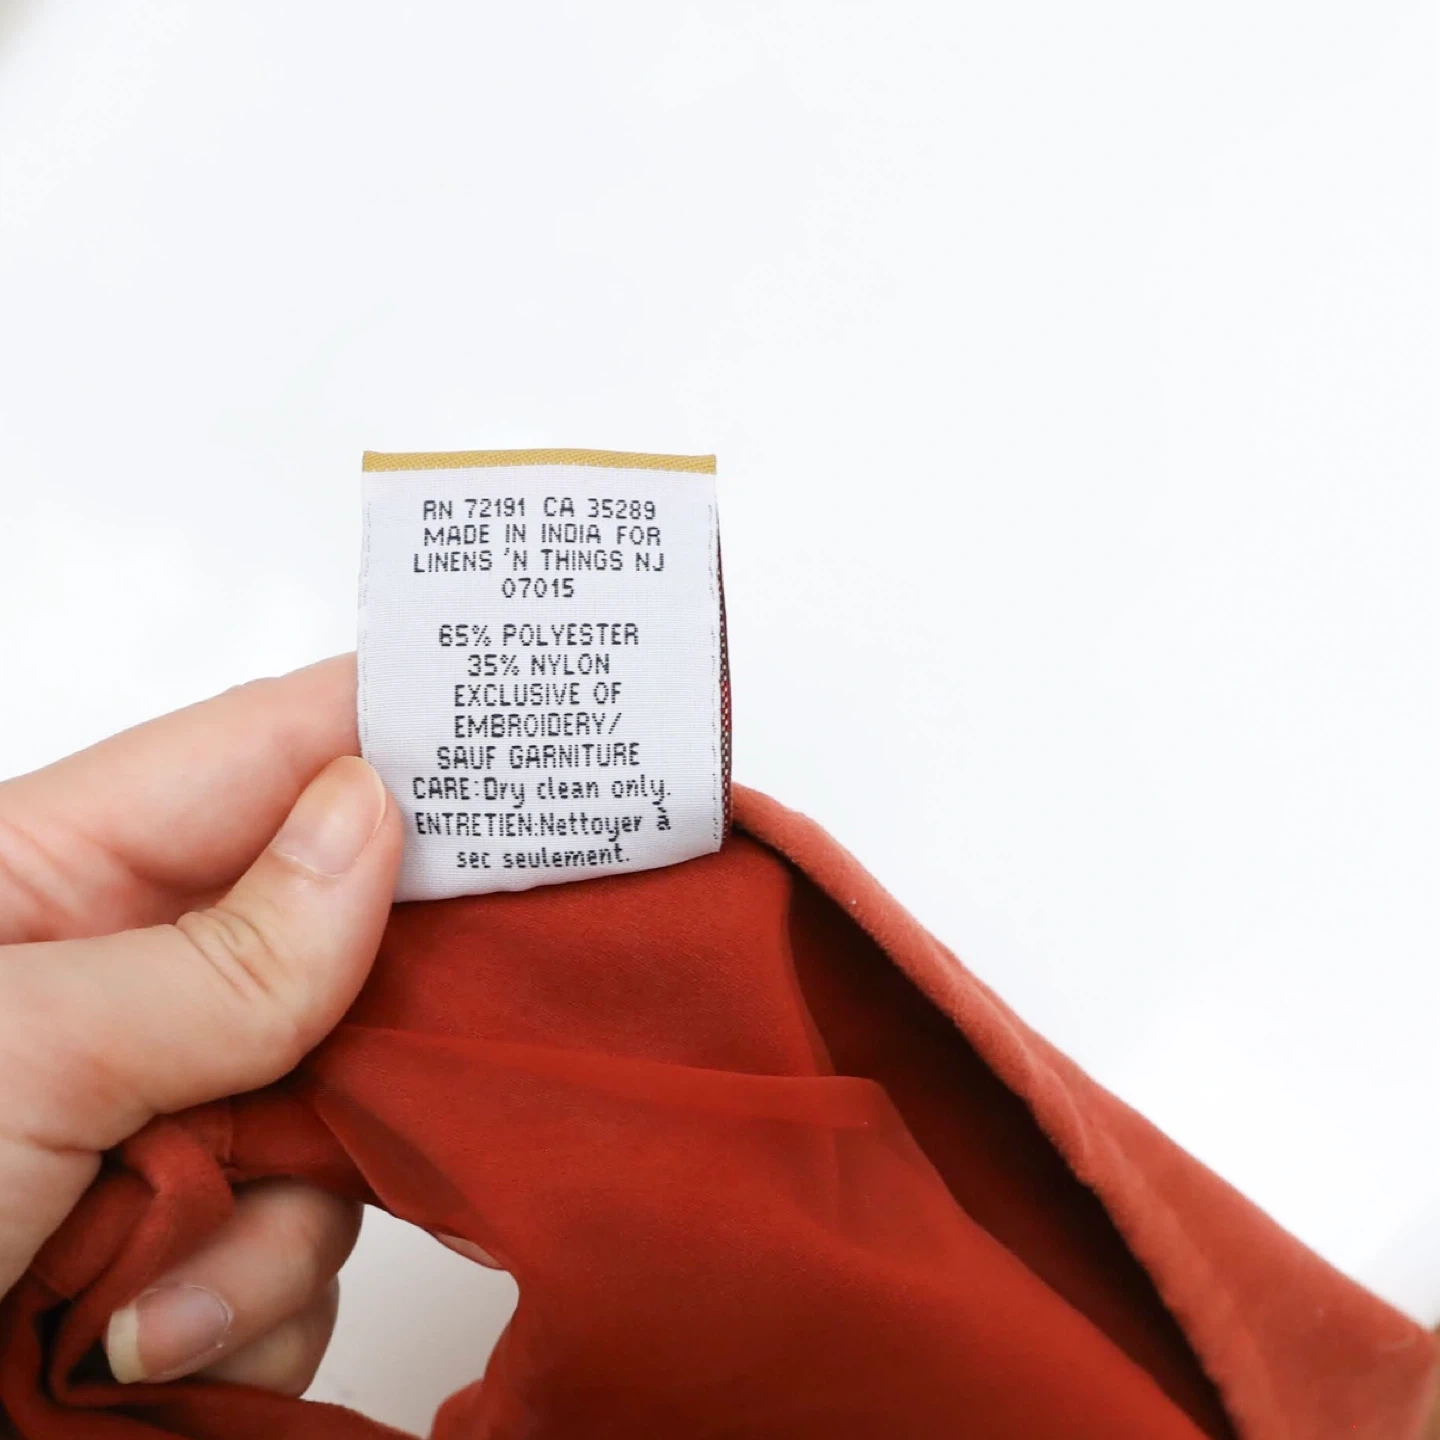 RN 72191 CA 35289
MADE IN INDIA FOR
LINENS 'N THINGS NJ
07015
65% POLYESTER
35% NYLON
EXCLUSIVE OF
EMBROIDERY/
SAUF GARNITURE
CARE:Dry clean only.
ENTRETIEN:Nettoyer à
sec seulement.